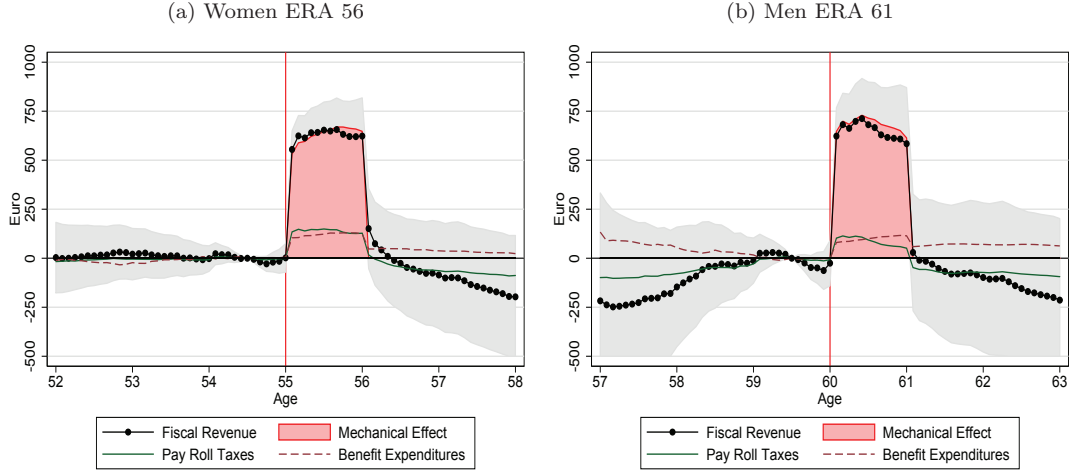 (a) Women ERA 56
(b) Men ERA 61
1000
750
500
250
0
-250
-500
Euro
52
53
54
55
56
57
58
Age
Fiscal Revenue
Mechanical Effect
Pay Roll Taxes
Benefit Expenditures
1000
750
500
250
0
-250
-500
Euro
57
58
59
60
61
62
63
Age
Fiscal Revenue
Mechanical Effect
Pay Roll Taxes
Benefit Expenditures